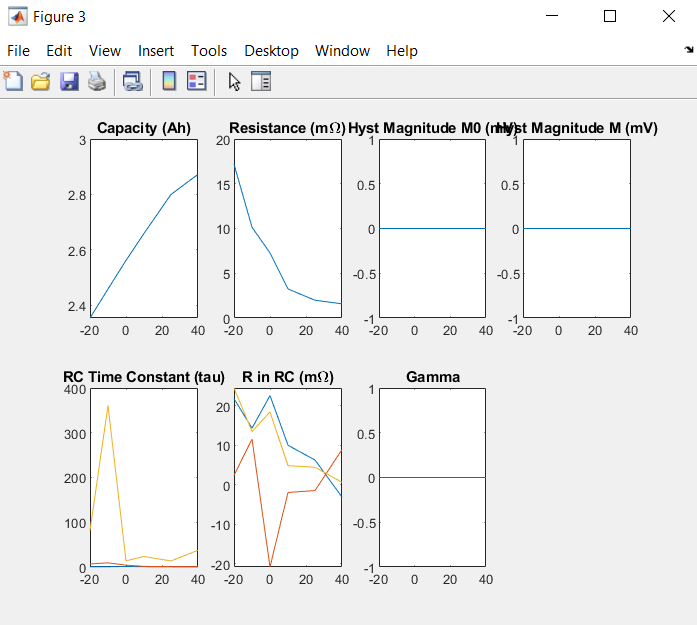 Figure 3
File Edit View Insert Tools Desktop Window Help
Capacity (Ah)
3
2.8
2.6
2.4
-20 0 20 40
Resistance (mΩ)
20
15
10
5
0
-20 0 20 40
Hyst Magnitude M0 (mV)
1
0.5
0
-0.5
-1
-20 0 20 40
Hyst Magnitude M (mV)
1
0.5
0
-0.5
-1
-20 0 20 40
RC Time Constant (tau)
400
300
200
100
0
-20 0 20 40
R in RC (mΩ)
20
10
0
-10
-20
-20 0 20 40
Gamma
1
0.5
0
-0.5
-1
-20 0 20 40